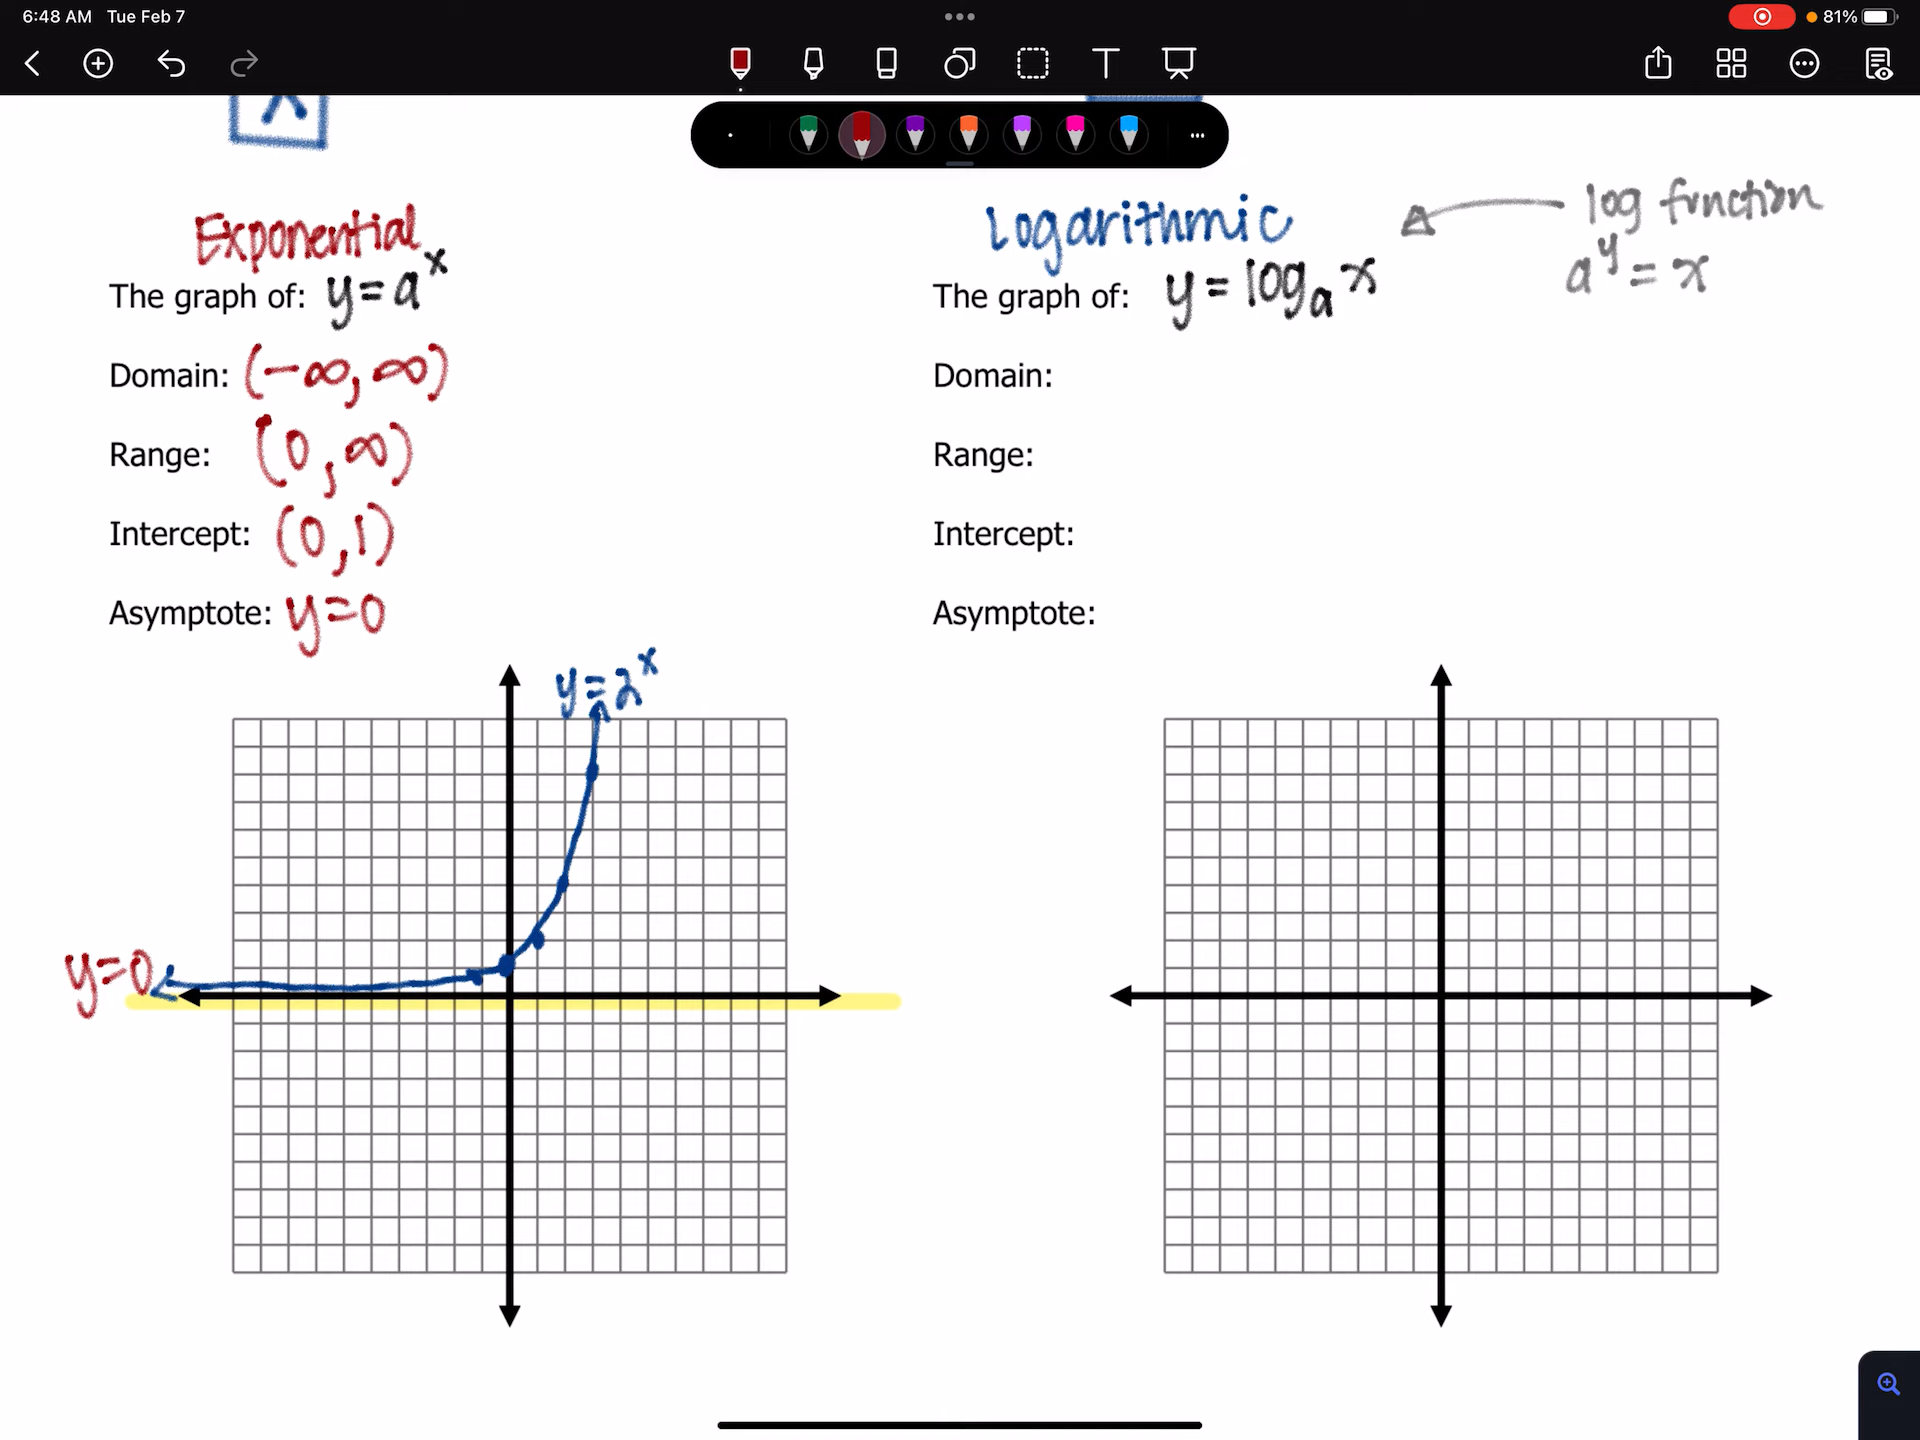 6:48 AM Tue Feb 7
81%
x
Exponential
The graph of: y = a^x
Domain: (-∞, ∞)
Range: (0, ∞)
Intercept: (0, 1)
Asymptote: y=0
y=2^x
y=0
Logarithmic
log function
The graph of: y = log_a x
a^y = x
Domain:
Range:
Intercept:
Asymptote: